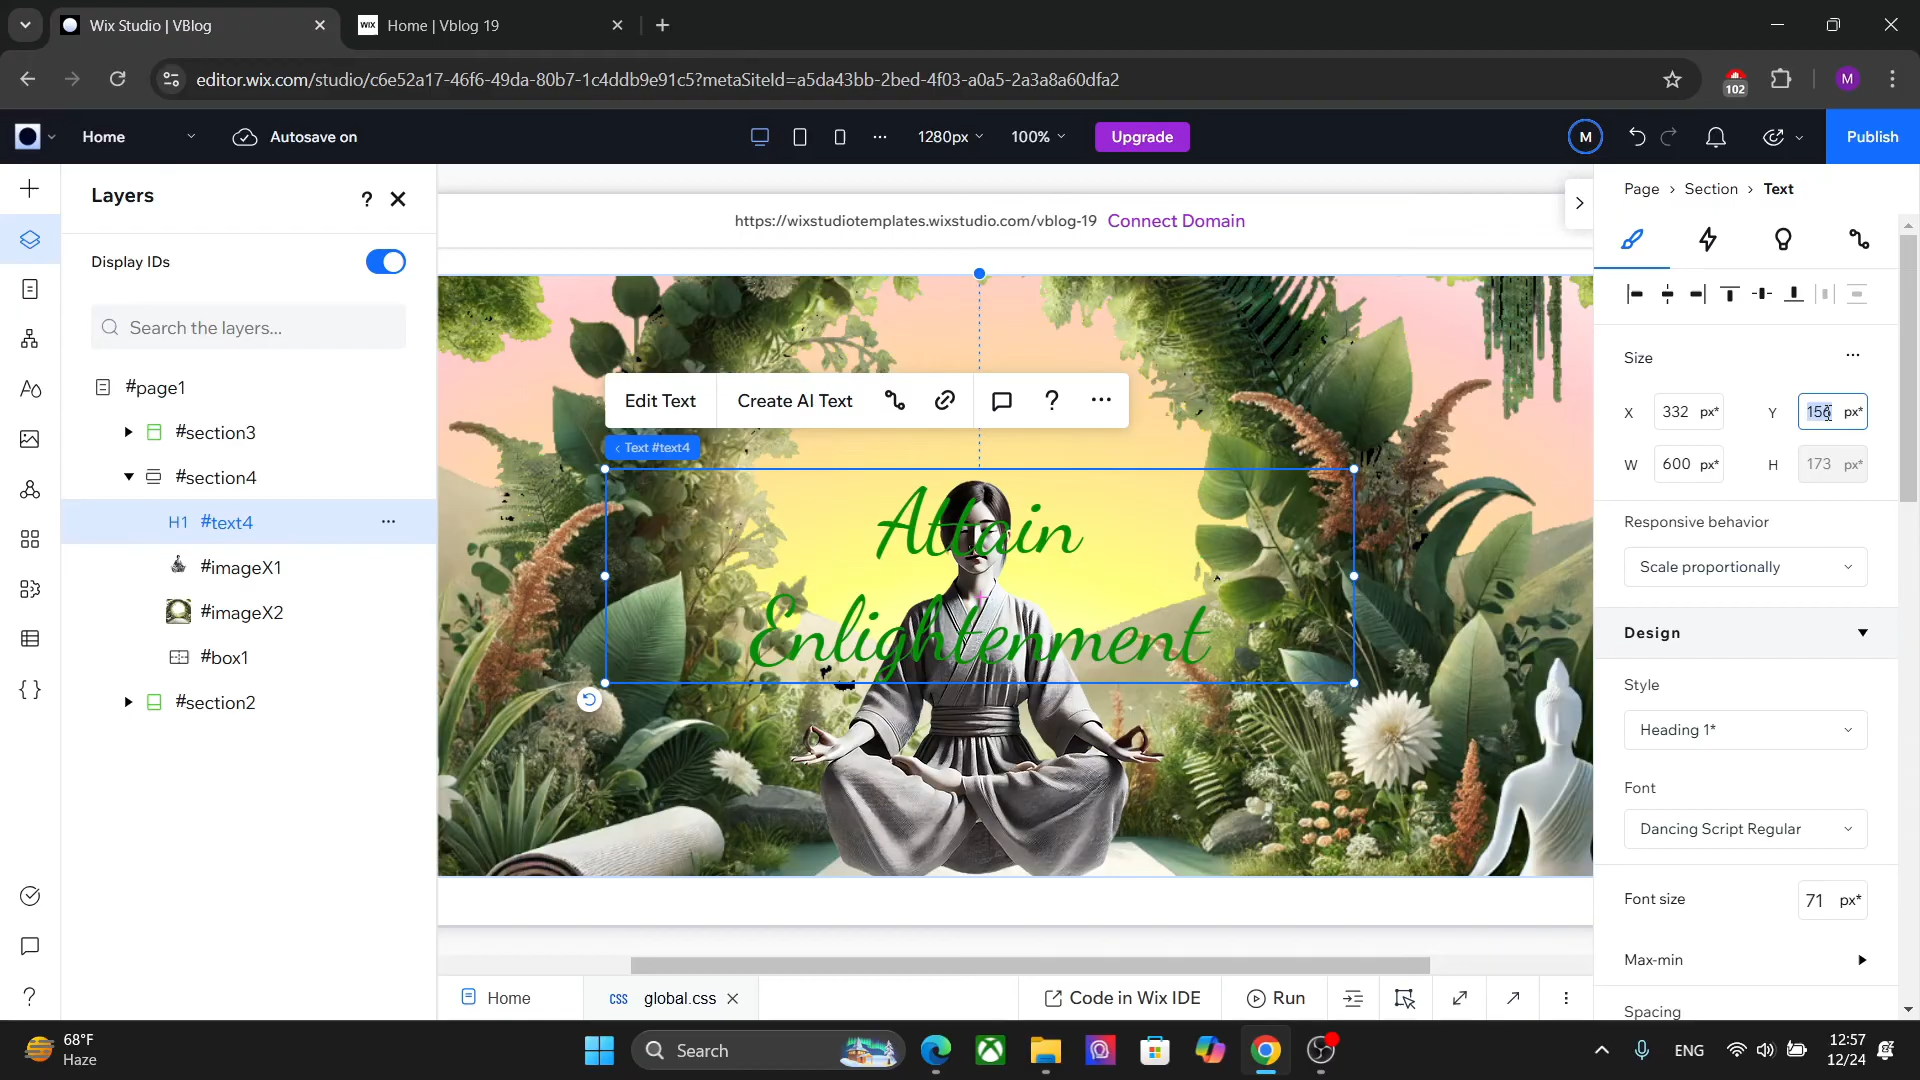 Wix Studio | VBlog
WIX Home | Vblog 19
editor.wix.com/studio/c6e52a17-46f6-49da-80b7-1c4ddb9e91c5?metaSiteId=a5da43bb-2bed-4f03-a0a5-2a3a8a60dfa2
102
M
Home
Autosave on
1280px
100%
Upgrade
M
Publish
Layers
?
Display IDs
Search the layers...
#page1
#section3
#section4
H1 #text4
#imageX1
#imageX2
#box1
#section2
https://wixstudiotemplates.wixstudio.com/vblog-19 Connect Domain
Edit Text
Create AI Text
?
< Text #text4
Attain
Enlightenment
Page > Section > Text
Size
X 332 px* Y 156 px*
W 600 px* H 173 px*
Responsive behavior
Scale proportionally
Design
Style
Heading 1*
Font
Dancing Script Regular
Font size 71 px*
Max-min
Spacing
?
Home
css global.css
Code in Wix IDE
Run
68°F
Haze
Search
ENG
12:57
12/24